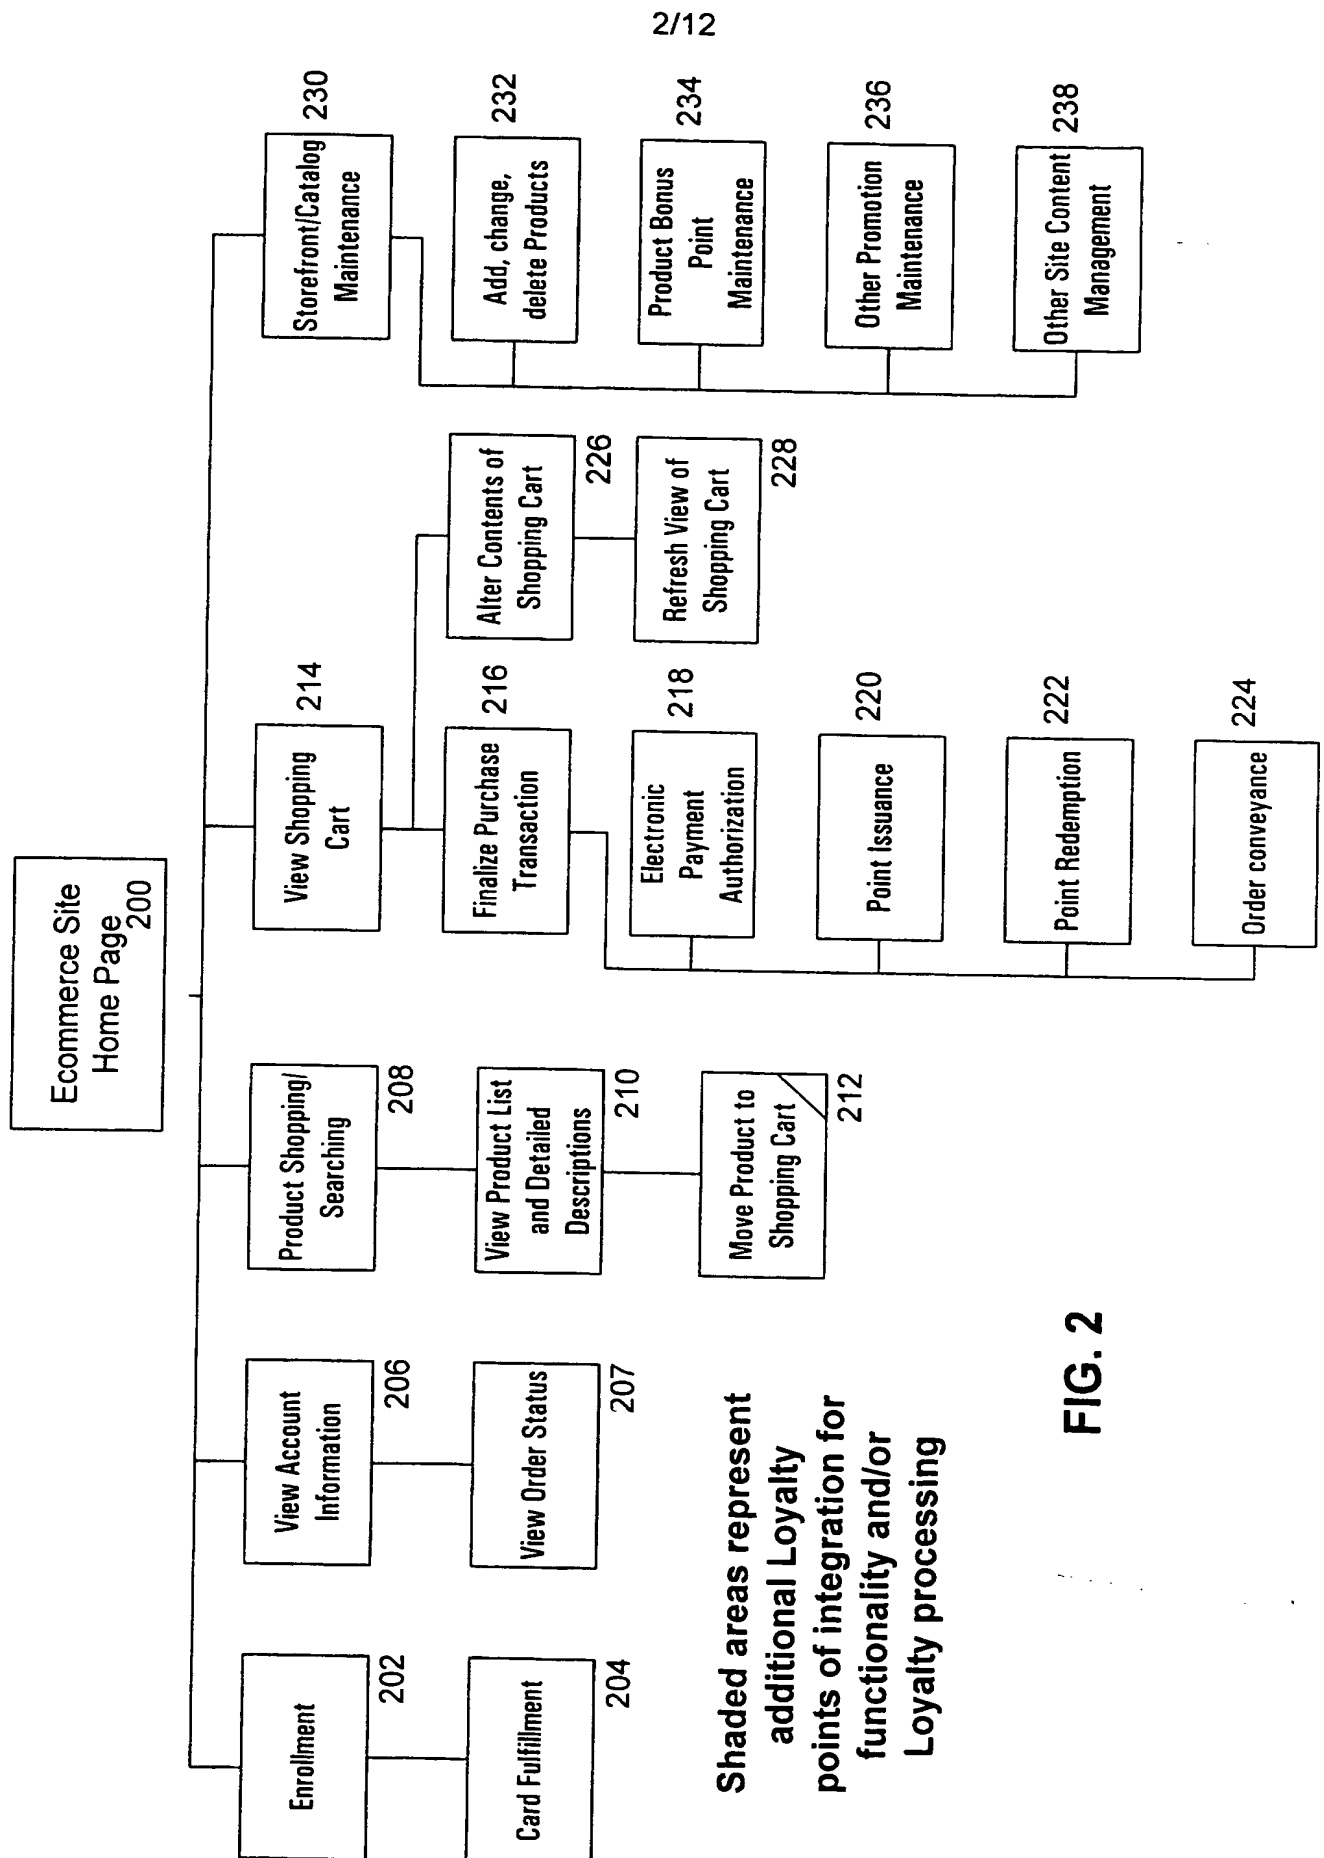 2/12
Ecommerce Site
Home Page
200
Enrollment
202
Card Fulfillment
204
View Account
Information
206
View Order Status
207
Product Shopping/
Searching
208
View Product List
and Detailed
Descriptions
210
Move Product to
Shopping Cart
212
View Shopping
Cart
214
Finalize Purchase
Transaction
216
Electronic
Payment
Authorization
218
Point Issuance
220
Point Redemption
222
Order conveyance
224
Alter Contents of
Shopping Cart
226
Refresh View of
Shopping Cart
228
Storefront/Catalog
Maintenance
230
Add, change,
delete Products
232
Product Bonus
Point
Maintenance
234
Other Promotion
Maintenance
236
Other Site Content
Management
238
Shaded areas represent
additional Loyalty
points of integration for
functionality and/or
Loyalty processing
FIG. 2